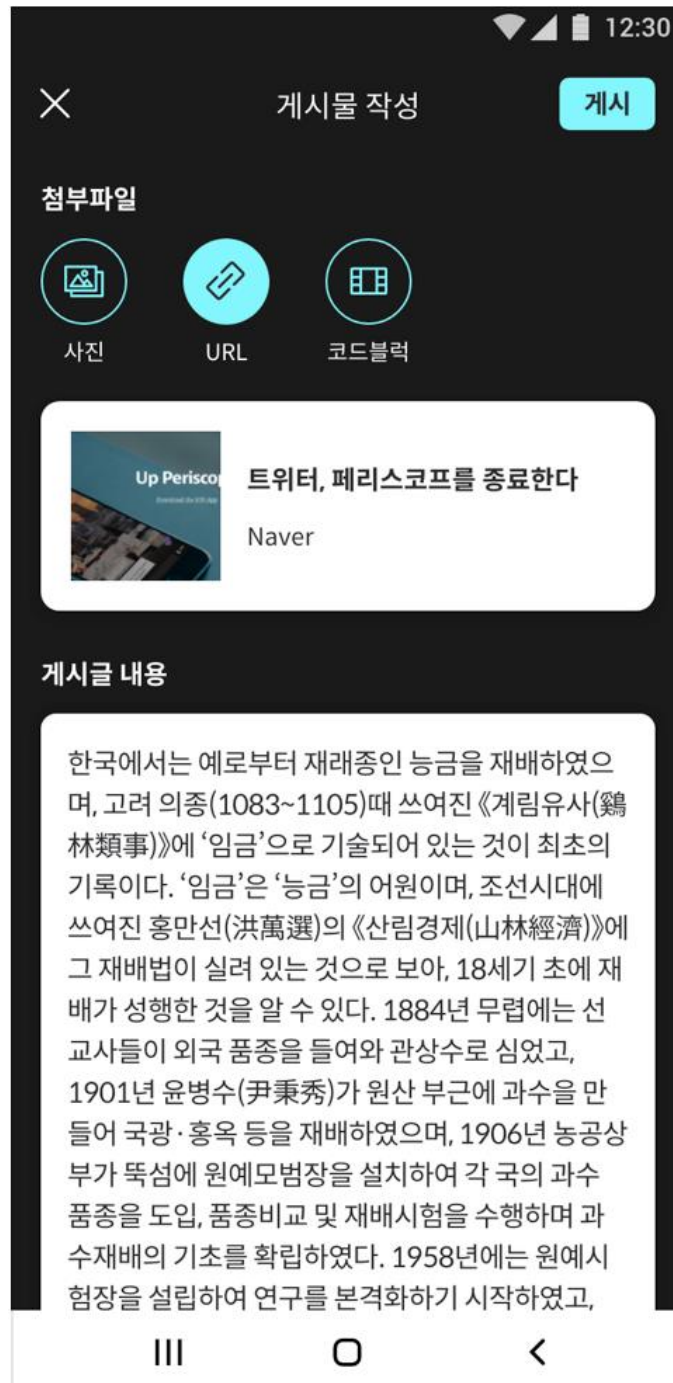 12:30
게시물 작성
게시
첨부파일
사진
URL
코드블럭
Up Periscop
트위터, 페리스코프를 종료한다
Naver
게시글 내용
한국에서는 예로부터 재래종인 능금을 재배하였으
며, 고려 의종(1083~1105)때 쓰여진 《계림유사(鷄
林類事)》에 ‘임금’으로 기술되어 있는 것이 최초의
기록이다. ‘임금’은 ‘능금’의 어원이며, 조선시대에
쓰여진 홍만선(洪萬選)의 《산림경제(山林經濟)》에
그 재배법이 실려 있는 것으로 보아, 18세기 초에 재
배가 성행한 것을 알 수 있다. 1884년 무렵에는 선
교사들이 외국 품종을 들여와 관상수로 심었고,
1901년 윤병수(尹秉秀)가 원산 부근에 과수을 만
들어 국광·홍옥 등을 재배하였으며, 1906년 농공상
부가 뚝섬에 원예모범장을 설치하여 각 국의 과수
품종을 도입, 품종비교 및 재배시험을 수행하며 과
수재배의 기초를 확립하였다. 1958년에는 원예시
험장을 설립하여 연구를 본격화하기 시작하였고,